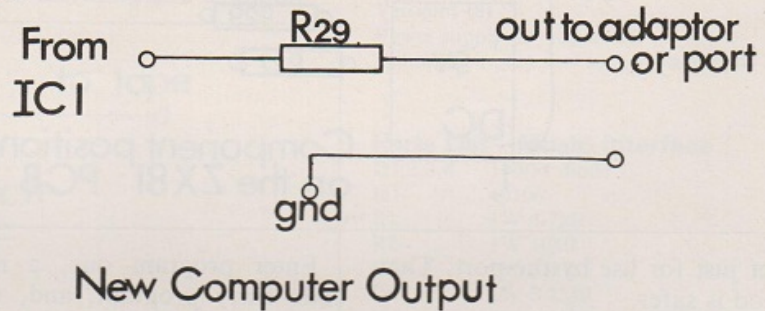 R29
From
IC1
out to adaptor
or port
gnd
New Computer Output